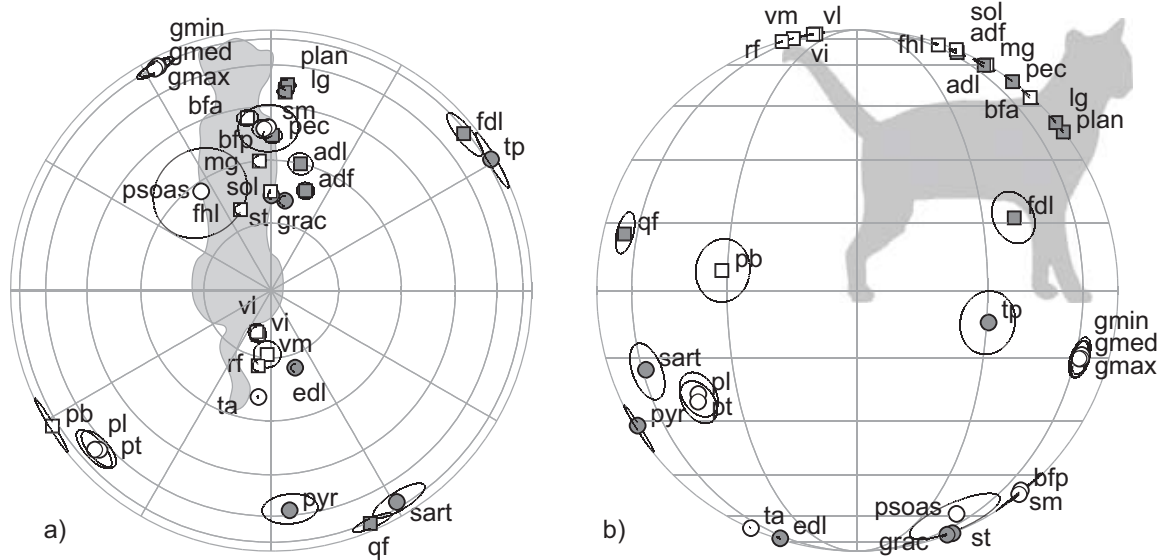 gmin
gmed
gmax
plan
lg
bfa
sm
bfp
pec
fdl
tp
mg
adl
psoas
sol
adf
fhl
st
grac
vi
vi
vm
rf
edl
ta
pb
pl
pt
pyr
sart
qf
a)
vm
vl
rf
vi
sol
adf
fhl
mg
adl
pec
bfa
lg
plan
fdl
qf
pb
tp
gmin
gmed
gmax
sart
pl
pt
pyr
bfp
sm
psoas
ta
edl
grac
st
b)